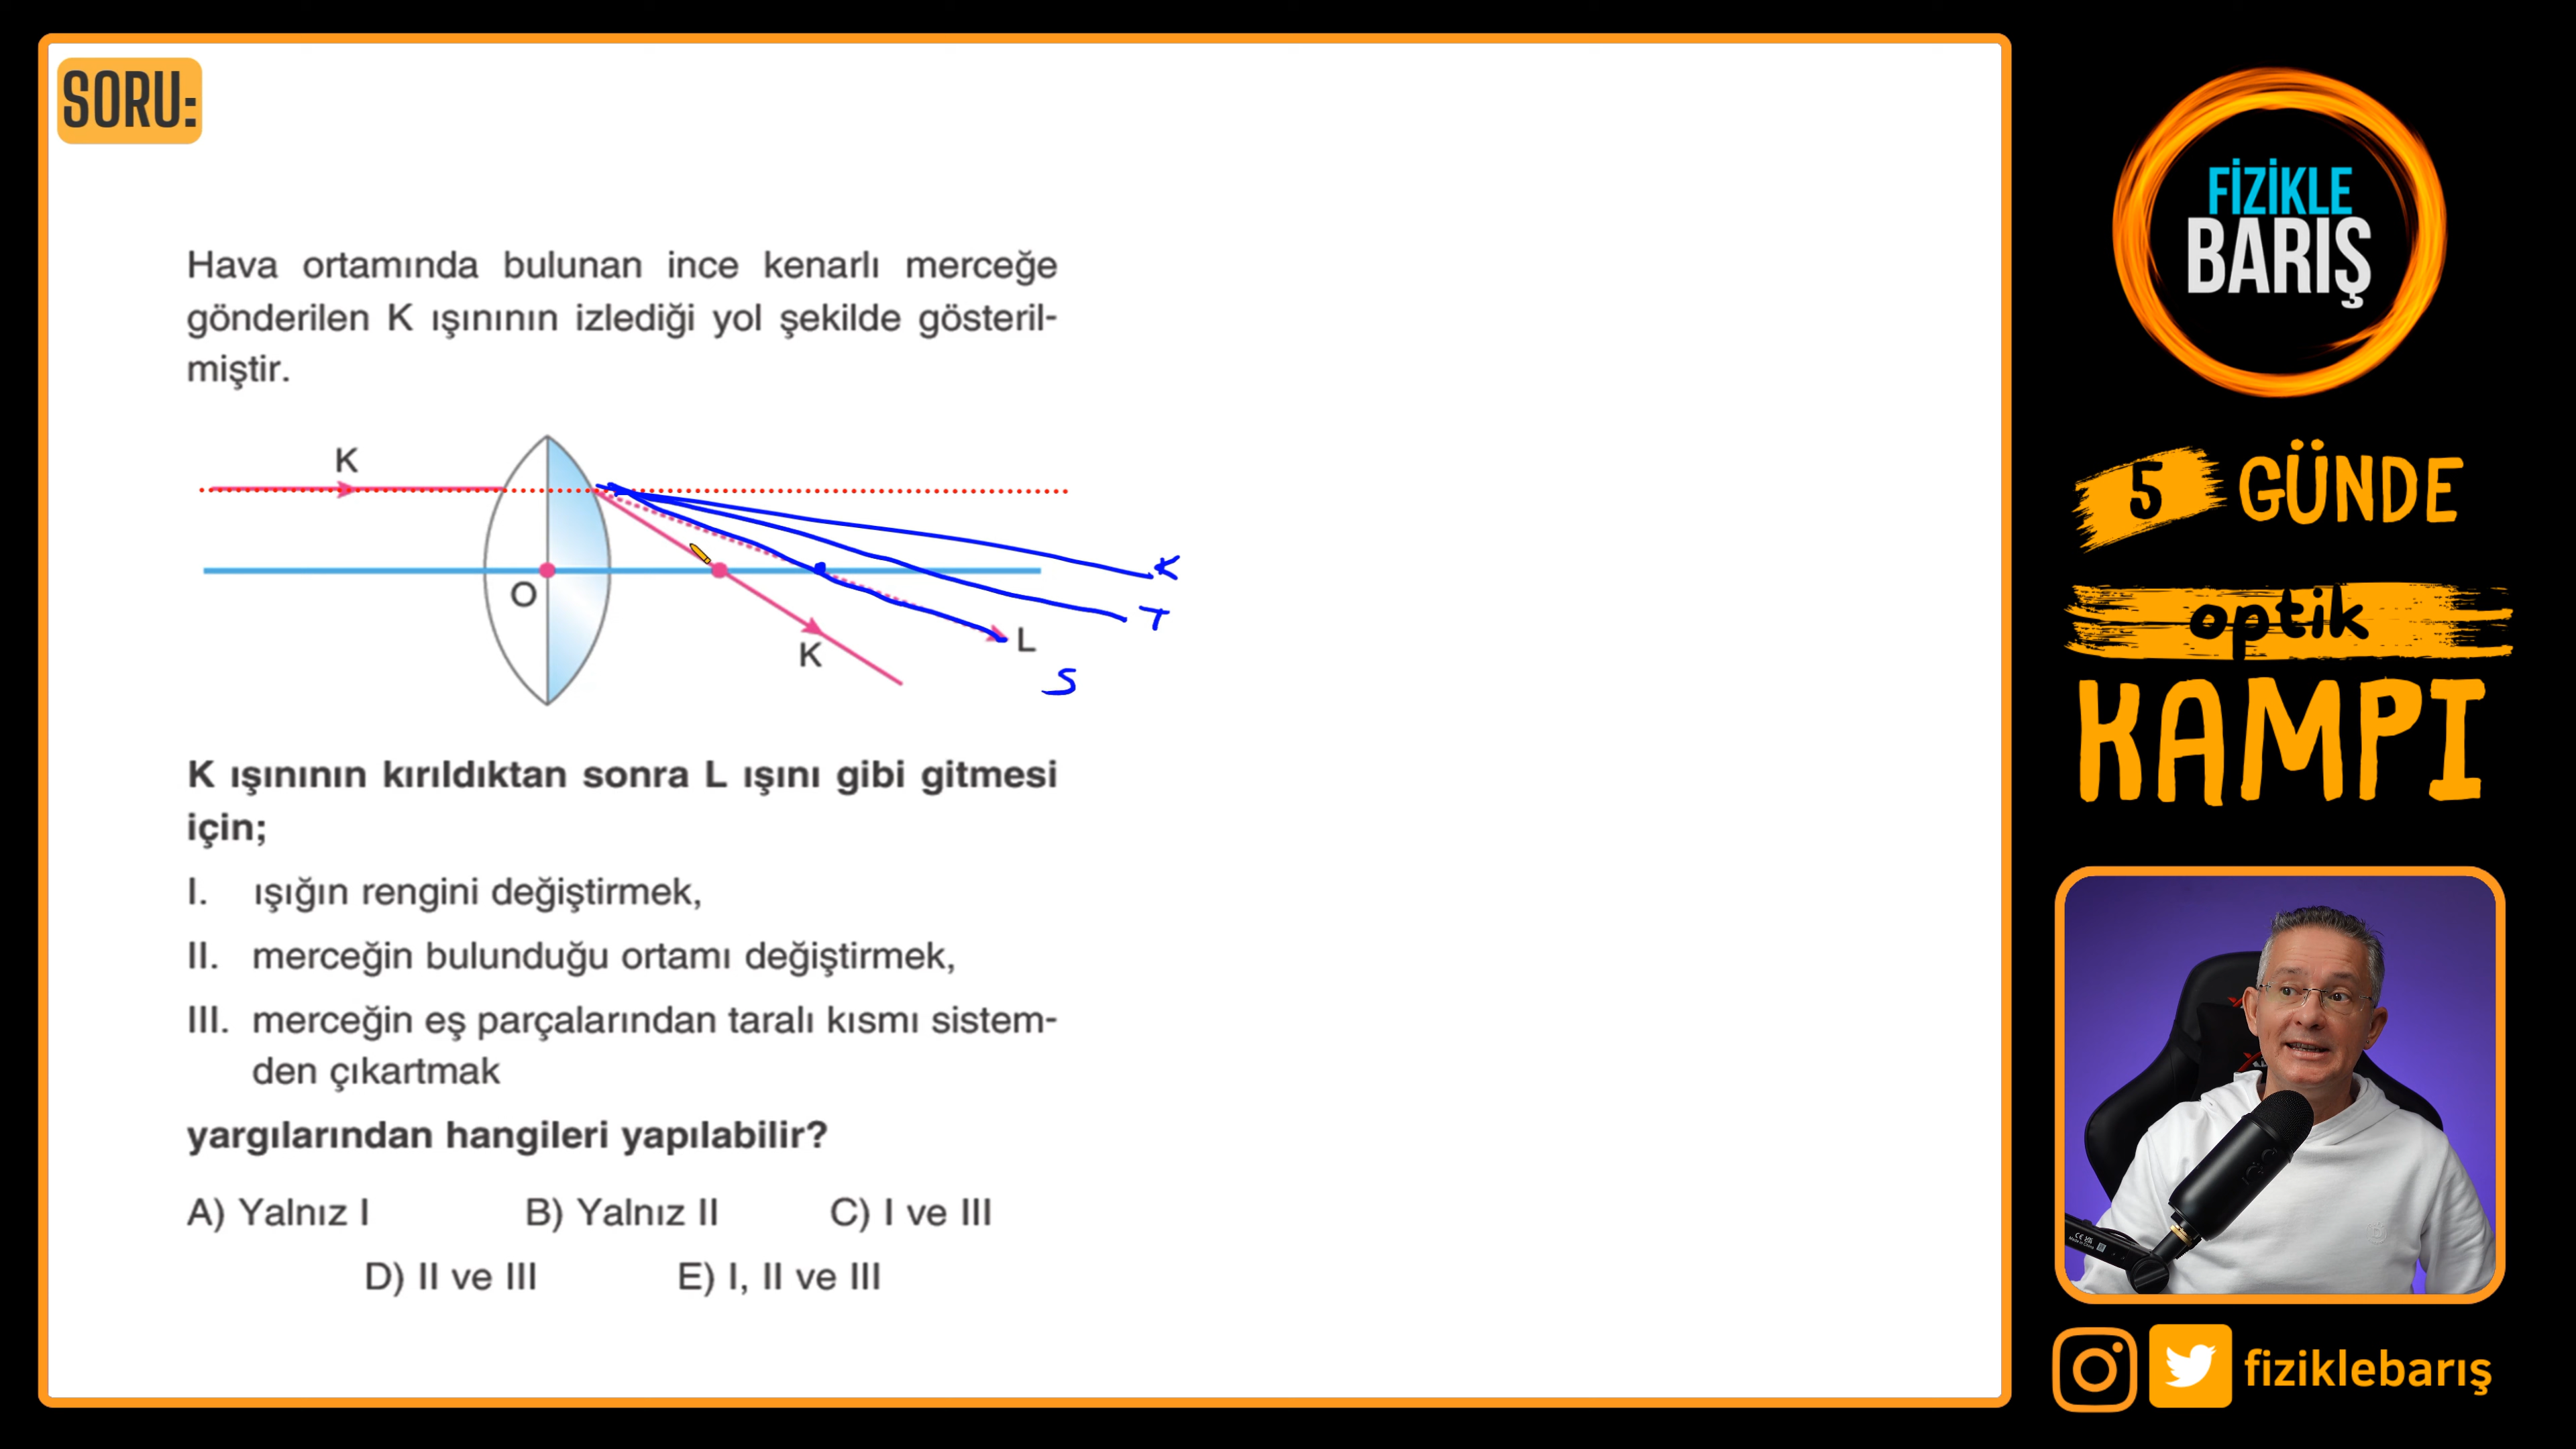 SORU:
Hava ortamında bulunan ince kenarlı merceğe
gönderilen K ışınının izlediği yol şekilde gösteril-
miştir.
K
O
K
L
K
T
S
K ışınının kırıldıktan sonra L ışını gibi gitmesi
için;
I. ışığın rengini değiştirmek,
II. merceğin bulunduğu ortamı değiştirmek,
III. merceğin eş parçalarından taralı kısmı sistem-
den çıkartmak
yargılarından hangileri yapılabilir?
A) Yalnız I B) Yalnız II C) I ve III
D) II ve III E) I, II ve III
FİZİKLE
BARIŞ
5 GÜNDE
optik
KAMPI
fiziklebarış